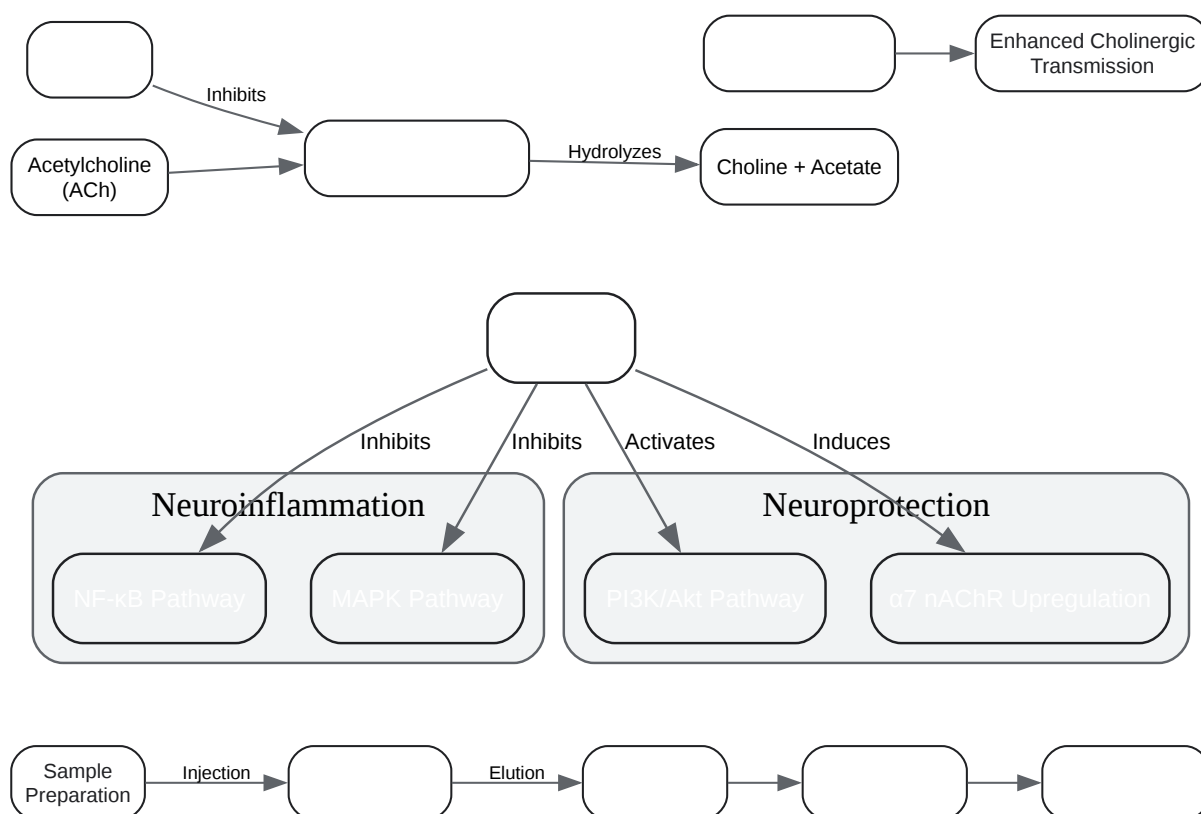 Enhanced Cholinergic
Transmission
Inhibits
Acetylcholine
(ACh)
Hydrolyzes
Choline + Acetate
Inhibits
Inhibits
Activates
Induces
Neuroinflammation
Neuroprotection
NF-κB Pathway
MAPK Pathway
PI3K/Akt Pathway
α7 nAChR Upregulation
Sample
Preparation
Injection
Elution